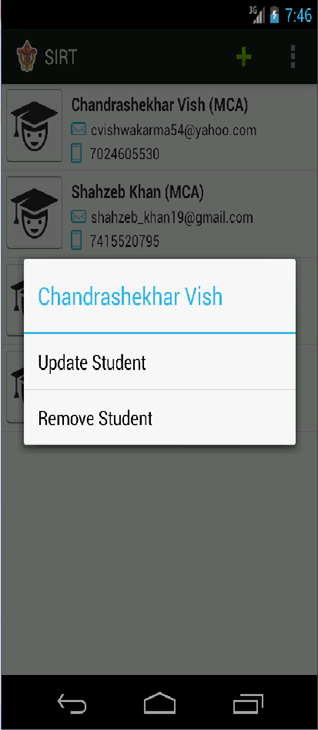 3G 7:46
SIRT
Chandrashekhar Vish (MCA)
cvishwakarma54@yahoo.com
7024605530
Shahzeb Khan (MCA)
shahzeb_khan19@gmail.com
7415520795
Chandrashekhar Vish
Update Student
Remove Student